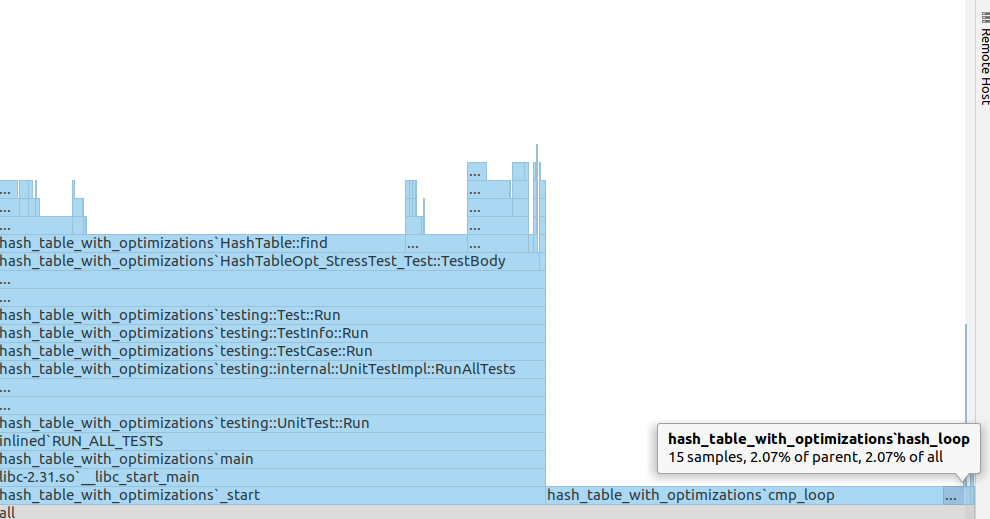 Remote Host
...
... ...
... ...
... ...
hash_table_with_optimizations`HashTable::find ... ...
hash_table_with_optimizations`HashTableOpt_StressTest_Test::TestBody
...
...
hash_table_with_optimizations`testing::Test::Run
hash_table_with_optimizations`testing::TestInfo::Run
hash_table_with_optimizations`testing::TestCase::Run
hash_table_with_optimizations`testing::internal::UnitTestImpl::RunAllTests
...
...
hash_table_with_optimizations`testing::UnitTest::Run
inlined`RUN_ALL_TESTS
hash_table_with_optimizations`hash_loop
15 samples, 2.07% of parent, 2.07% of all
hash_table_with_optimizations`main
libc-2.31.so`__libc_start_main
hash_table_with_optimizations`_start hash_table_with_optimizations`cmp_loop ...
all